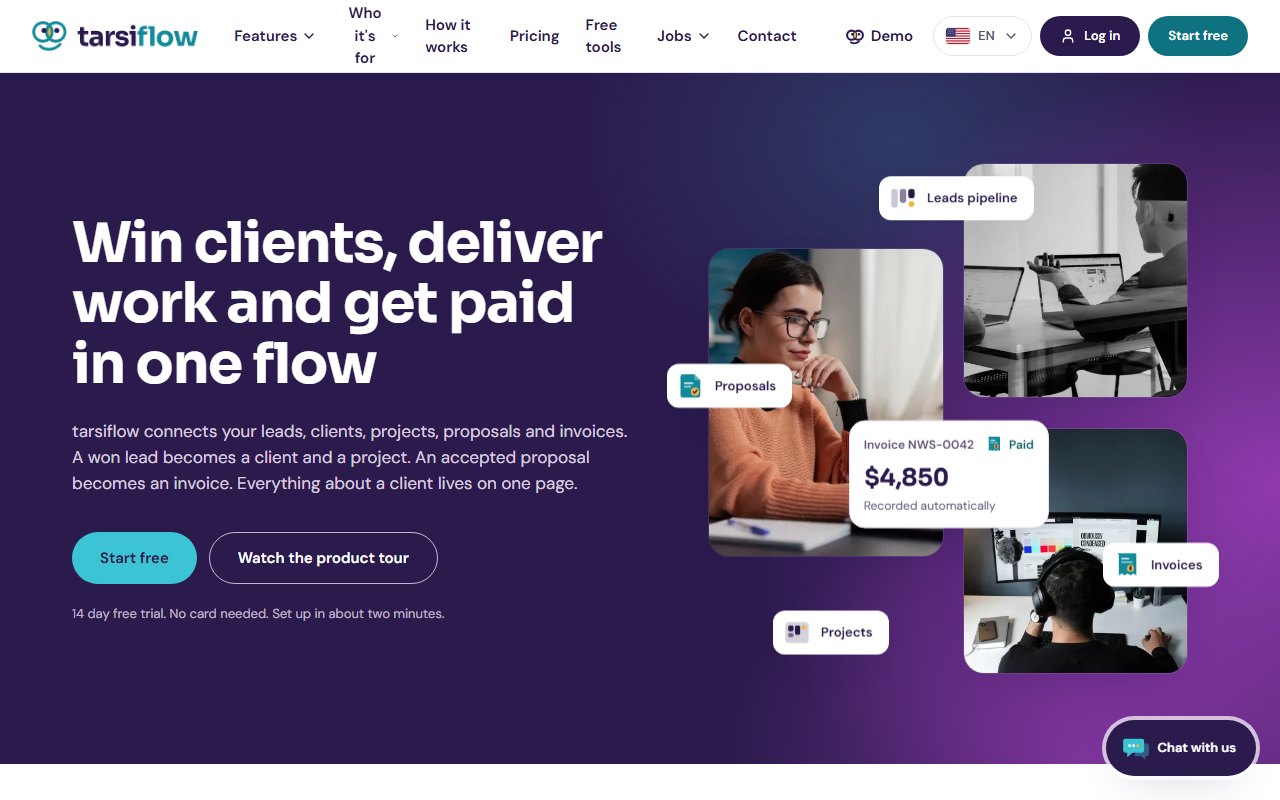 tarsiflow
Features
Who
it's
for
How it
works
Pricing
Free
tools
Jobs
Contact
Demo
EN
Log in
Start free
Win clients, deliver
work and get paid
in one flow
tarsiflow connects your leads, clients, projects, proposals and invoices.
A won lead becomes a client and a project. An accepted proposal
becomes an invoice. Everything about a client lives on one page.
Start free
Watch the product tour
14 day free trial. No card needed. Set up in about two minutes.
Leads pipeline
Proposals
Invoice NWS-0042
Paid
$4,850
Recorded automatically
OBVIOUSLY
CONDENSED
Invoices
Projects
Chat with us